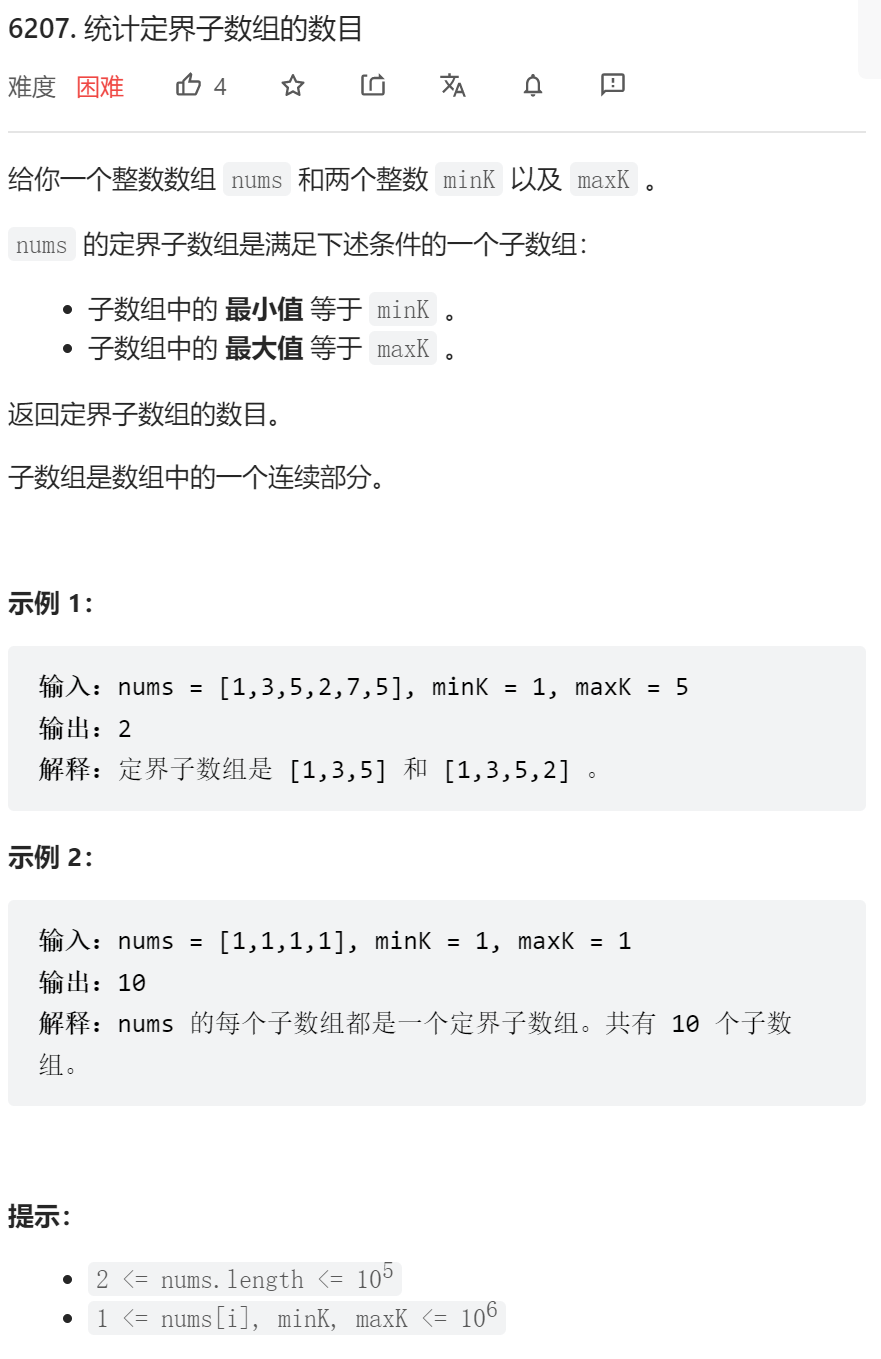 6207. 统计定界子数组的数目
难度 困难 4
给你一个整数数组 nums 和两个整数 minK 以及 maxK 。
nums 的定界子数组是满足下述条件的一个子数组：
• 子数组中的 最小值 等于 minK 。
• 子数组中的 最大值 等于 maxK 。
返回定界子数组的数目。
子数组是数组中的一个连续部分。
示例 1：
输入：nums = [1,3,5,2,7,5], minK = 1, maxK = 5
输出：2
解释：定界子数组是 [1,3,5] 和 [1,3,5,2] 。
示例 2：
输入：nums = [1,1,1,1], minK = 1, maxK = 1
输出：10
解释：nums 的每个子数组都是一个定界子数组。共有 10 个子数
组。
提示：
• 2 <= nums.length <= 10⁵
• 1 <= nums[i], minK, maxK <= 10⁶